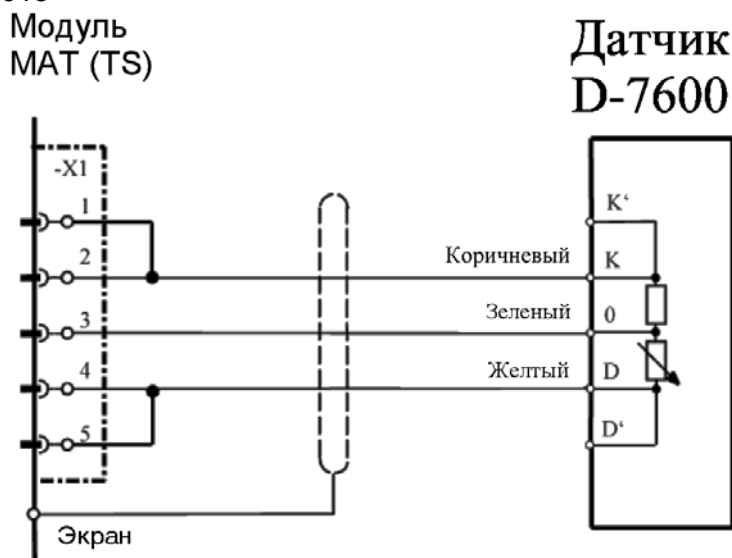 Модуль
MAT (TS)
Датчик
D-7600
-X1
1
2
3
4
5
Коричневый
Зеленый
Желтый
K‘
K
0
D
D‘
Экран